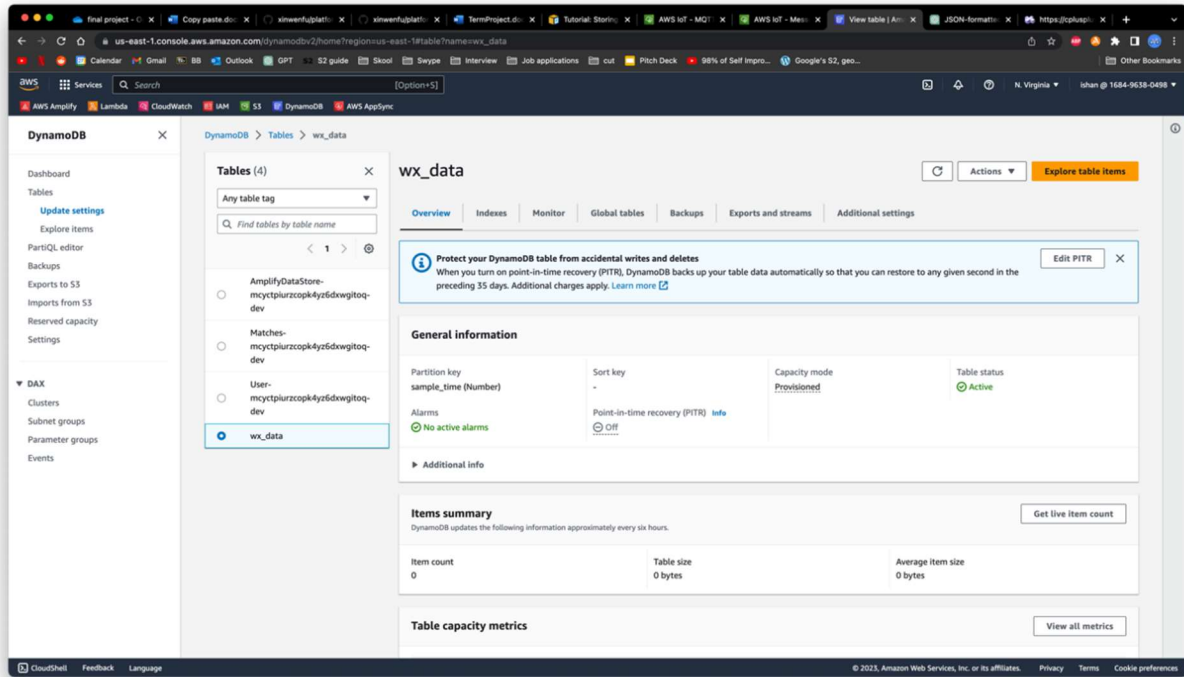 final project - O
Copy paste.doc
xinwenfu/platfo
xinwenfu/platfo
TermProject.do
Tutorial: Storing
AWS IoT - MQT
AWS IoT - Mess
View table | Am
JSON-formatte
https://cplusplu
us-east-1.console.aws.amazon.com/dynamodbv2/home?region=us-east-1#table?name=wx_data
Calendar
Gmail
BB
Outlook
GPT
S2 guide
Skool
Swype
Interview
Job applications
cut
Pitch Deck
98% of Self Impro...
Google's S2, geo...
Other Bookmarks
aws
Services
Search
[Option+S]
N. Virginia
ishan @ 1684-9638-0498
AWS Amplify
Lambda
CloudWatch
IAM
S3
DynamoDB
AWS AppSync
DynamoDB
Dashboard
Tables
Update settings
Explore items
PartiQL editor
Backups
Exports to S3
Imports from S3
Reserved capacity
Settings
DAX
Clusters
Subnet groups
Parameter groups
Events
DynamoDB > Tables > wx_data
Tables (4)
Any table tag
Find tables by table name
< 1 >
AmplifyDataStore-
mcyctpiurzcopk4yz6dxwgitoq-
dev
Matches-
mcyctpiurzcopk4yz6dxwgitoq-
dev
User-
mcyctpiurzcopk4yz6dxwgitoq-
dev
wx_data
wx_data
Actions
Explore table items
Overview
Indexes
Monitor
Global tables
Backups
Exports and streams
Additional settings
Protect your DynamoDB table from accidental writes and deletes
When you turn on point-in-time recovery (PITR), DynamoDB backs up your table data automatically so that you can restore to any given second in the
preceding 35 days. Additional charges apply. Learn more
Edit PITR
General information
Partition key
sample_time (Number)
Sort key
-
Capacity mode
Provisioned
Table status
Active
Alarms
No active alarms
Point-in-time recovery (PITR) Info
Off
Additional info
Items summary
DynamoDB updates the following information approximately every six hours.
Get live item count
Item count
0
Table size
0 bytes
Average item size
0 bytes
Table capacity metrics
View all metrics
CloudShell
Feedback
Language
© 2023, Amazon Web Services, Inc. or its affiliates.
Privacy
Terms
Cookie preferences